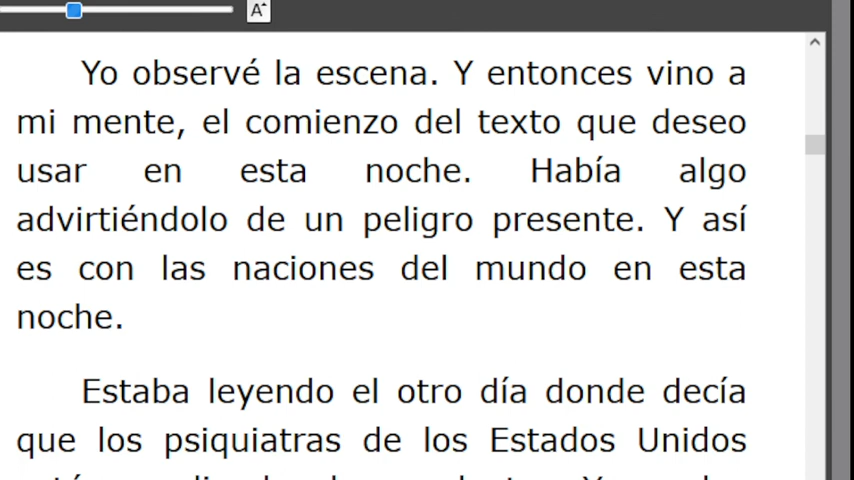 A
Yo observé la escena. Y entonces vino a
mi mente, el comienzo del texto que deseo
usar en esta noche. Había algo
advirtiéndolo de un peligro presente. Y así
es con las naciones del mundo en esta
noche.
Estaba leyendo el otro día donde decía
que los psiquiatras de los Estados Unidos